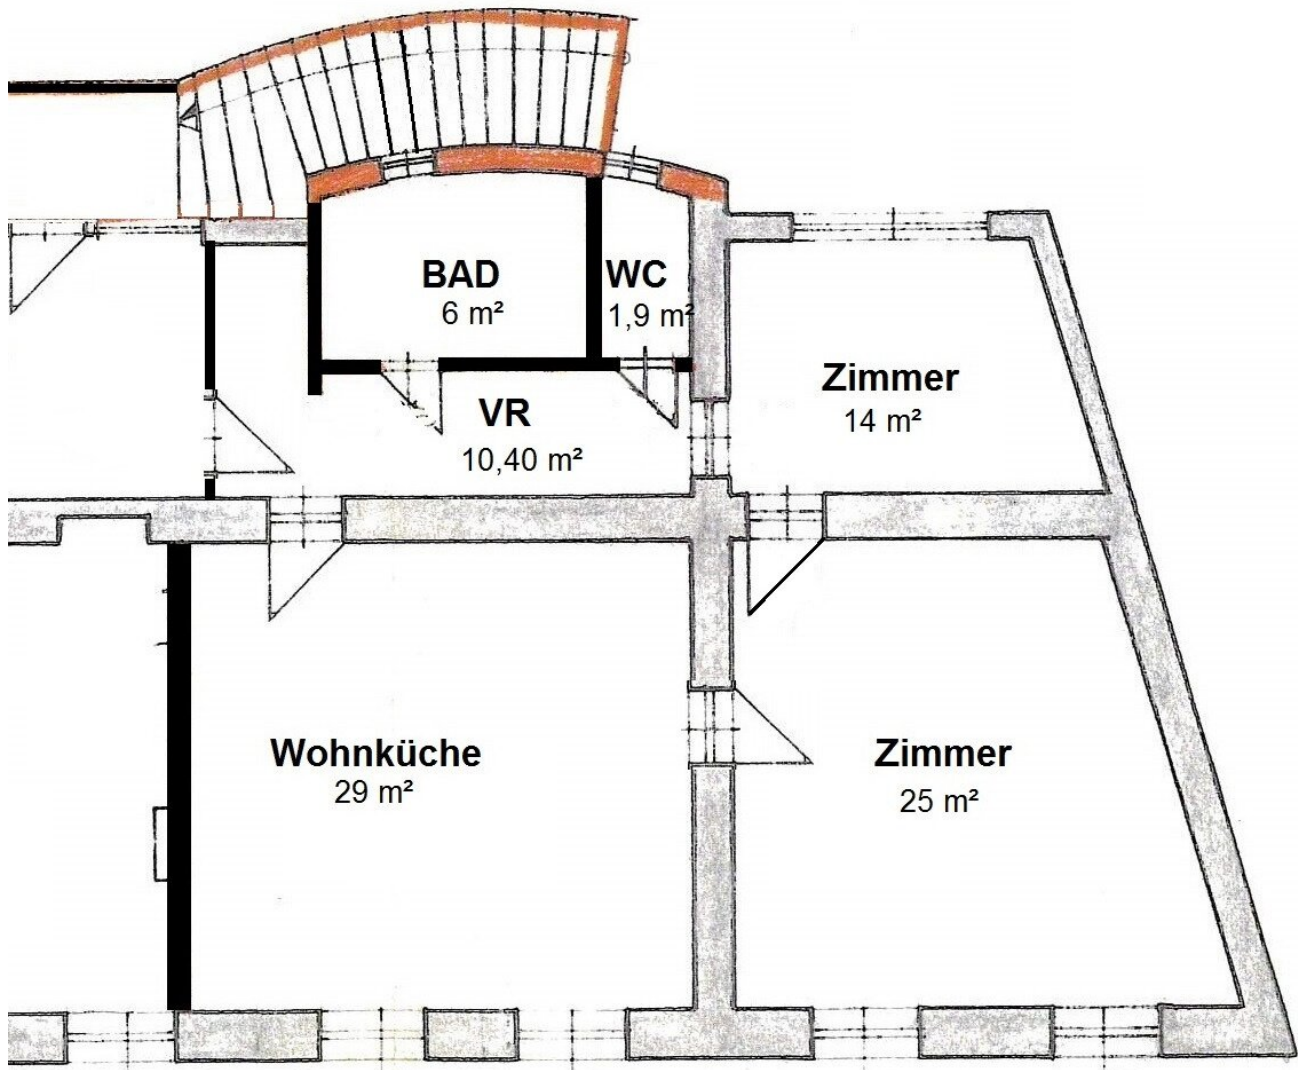 BAD
6 m²
WC
1,9 m²
Zimmer
14 m²
VR
10,40 m²
Wohnküche
29 m²
Zimmer
25 m²